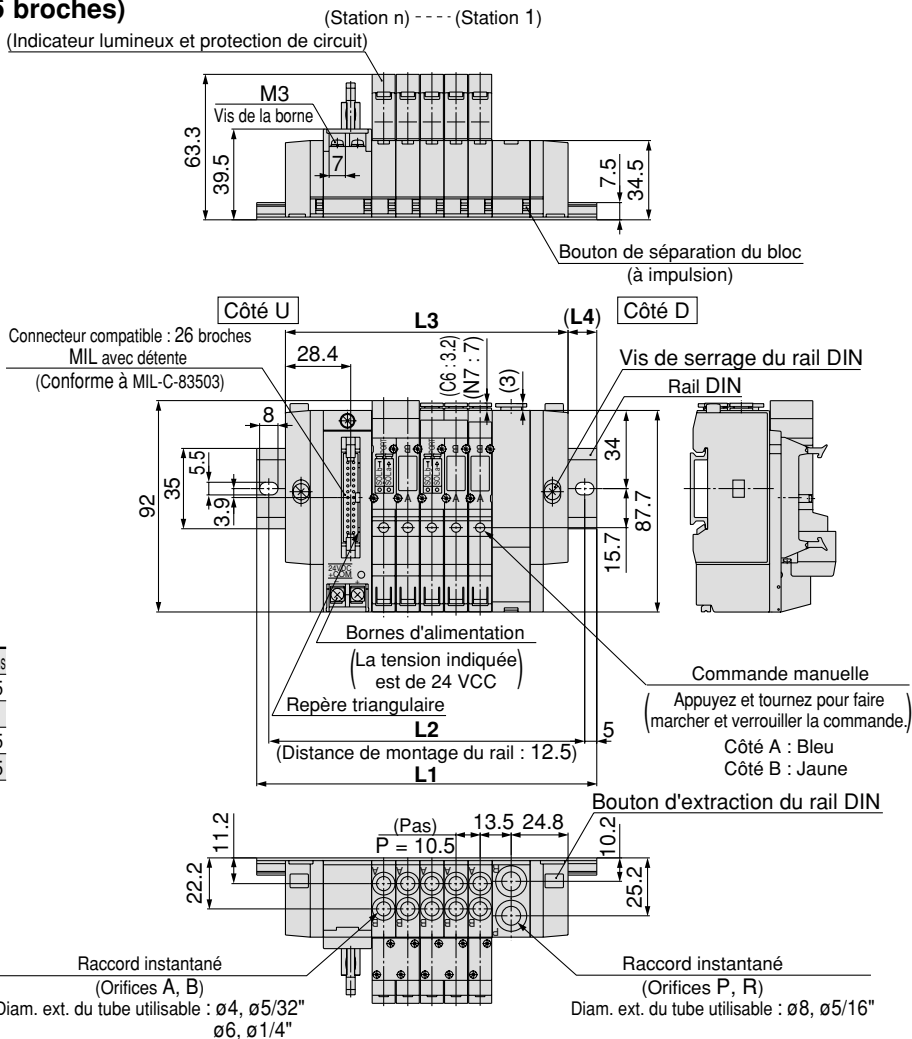 5 broches)
(Station n) ---- (Station 1)
(Indicateur lumineux et protection de circuit)
M3
Vis de la borne
7
63.3
39.5
7.5
34.5
Bouton de séparation du bloc
(à impulsion)
Côté U
L3
(L4)
Côté D
Connecteur compatible : 26 broches
MIL avec détente
(Conforme à MIL-C-83503)
28.4
(C6 : 3.2)
(N7 : 7)
(3)
Vis de serrage du rail DIN
Rail DIN
8
5.5
3.9
35
92
34
15.7
87.7
24VDC
+COM
Bornes d'alimentation
(La tension indiquée
est de 24 VCC)
Repère triangulaire
Commande manuelle
(Appuyez et tournez pour faire
marcher et verrouiller la commande.)
Côté A : Bleu
Côté B : Jaune
L2
5
(Distance de montage du rail : 12.5)
L1
Bouton d'extraction du rail DIN
11.2
22.2
(Pas)
P = 10.5
13.5
24.8
10.2
25.2
Raccord instantané
(Orifices A, B)
Diam. ext. du tube utilisable : ø4, ø5/32"
ø6, ø1/4"
Raccord instantané
(Orifices P, R)
Diam. ext. du tube utilisable : ø8, ø5/16"